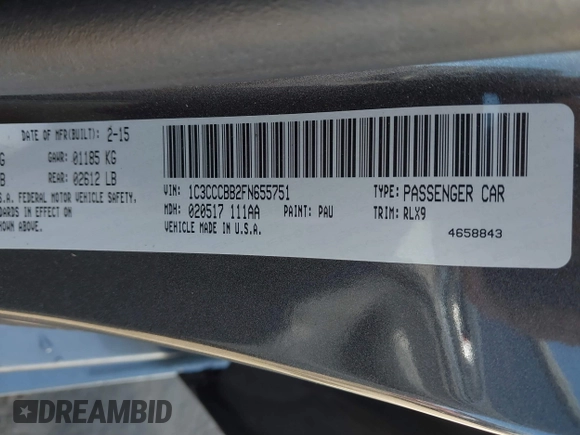 DATE OF MFR(BUILT): 2-15
G GAWR: 01185 KG
B REAR: 02612 LB
S.A. FEDERAL MOTOR VEHICLE SAFETY
DARDS IN EFFECT ON
HOWN ABOVE.
VIN: 1C3CCCBB2FN655751 TYPE: PASSENGER CAR
MDH: 020517 111AA PAINT: PAU TRIM: RLX9
VEHICLE MADE IN U.S.A.
4658843
DREAMBID